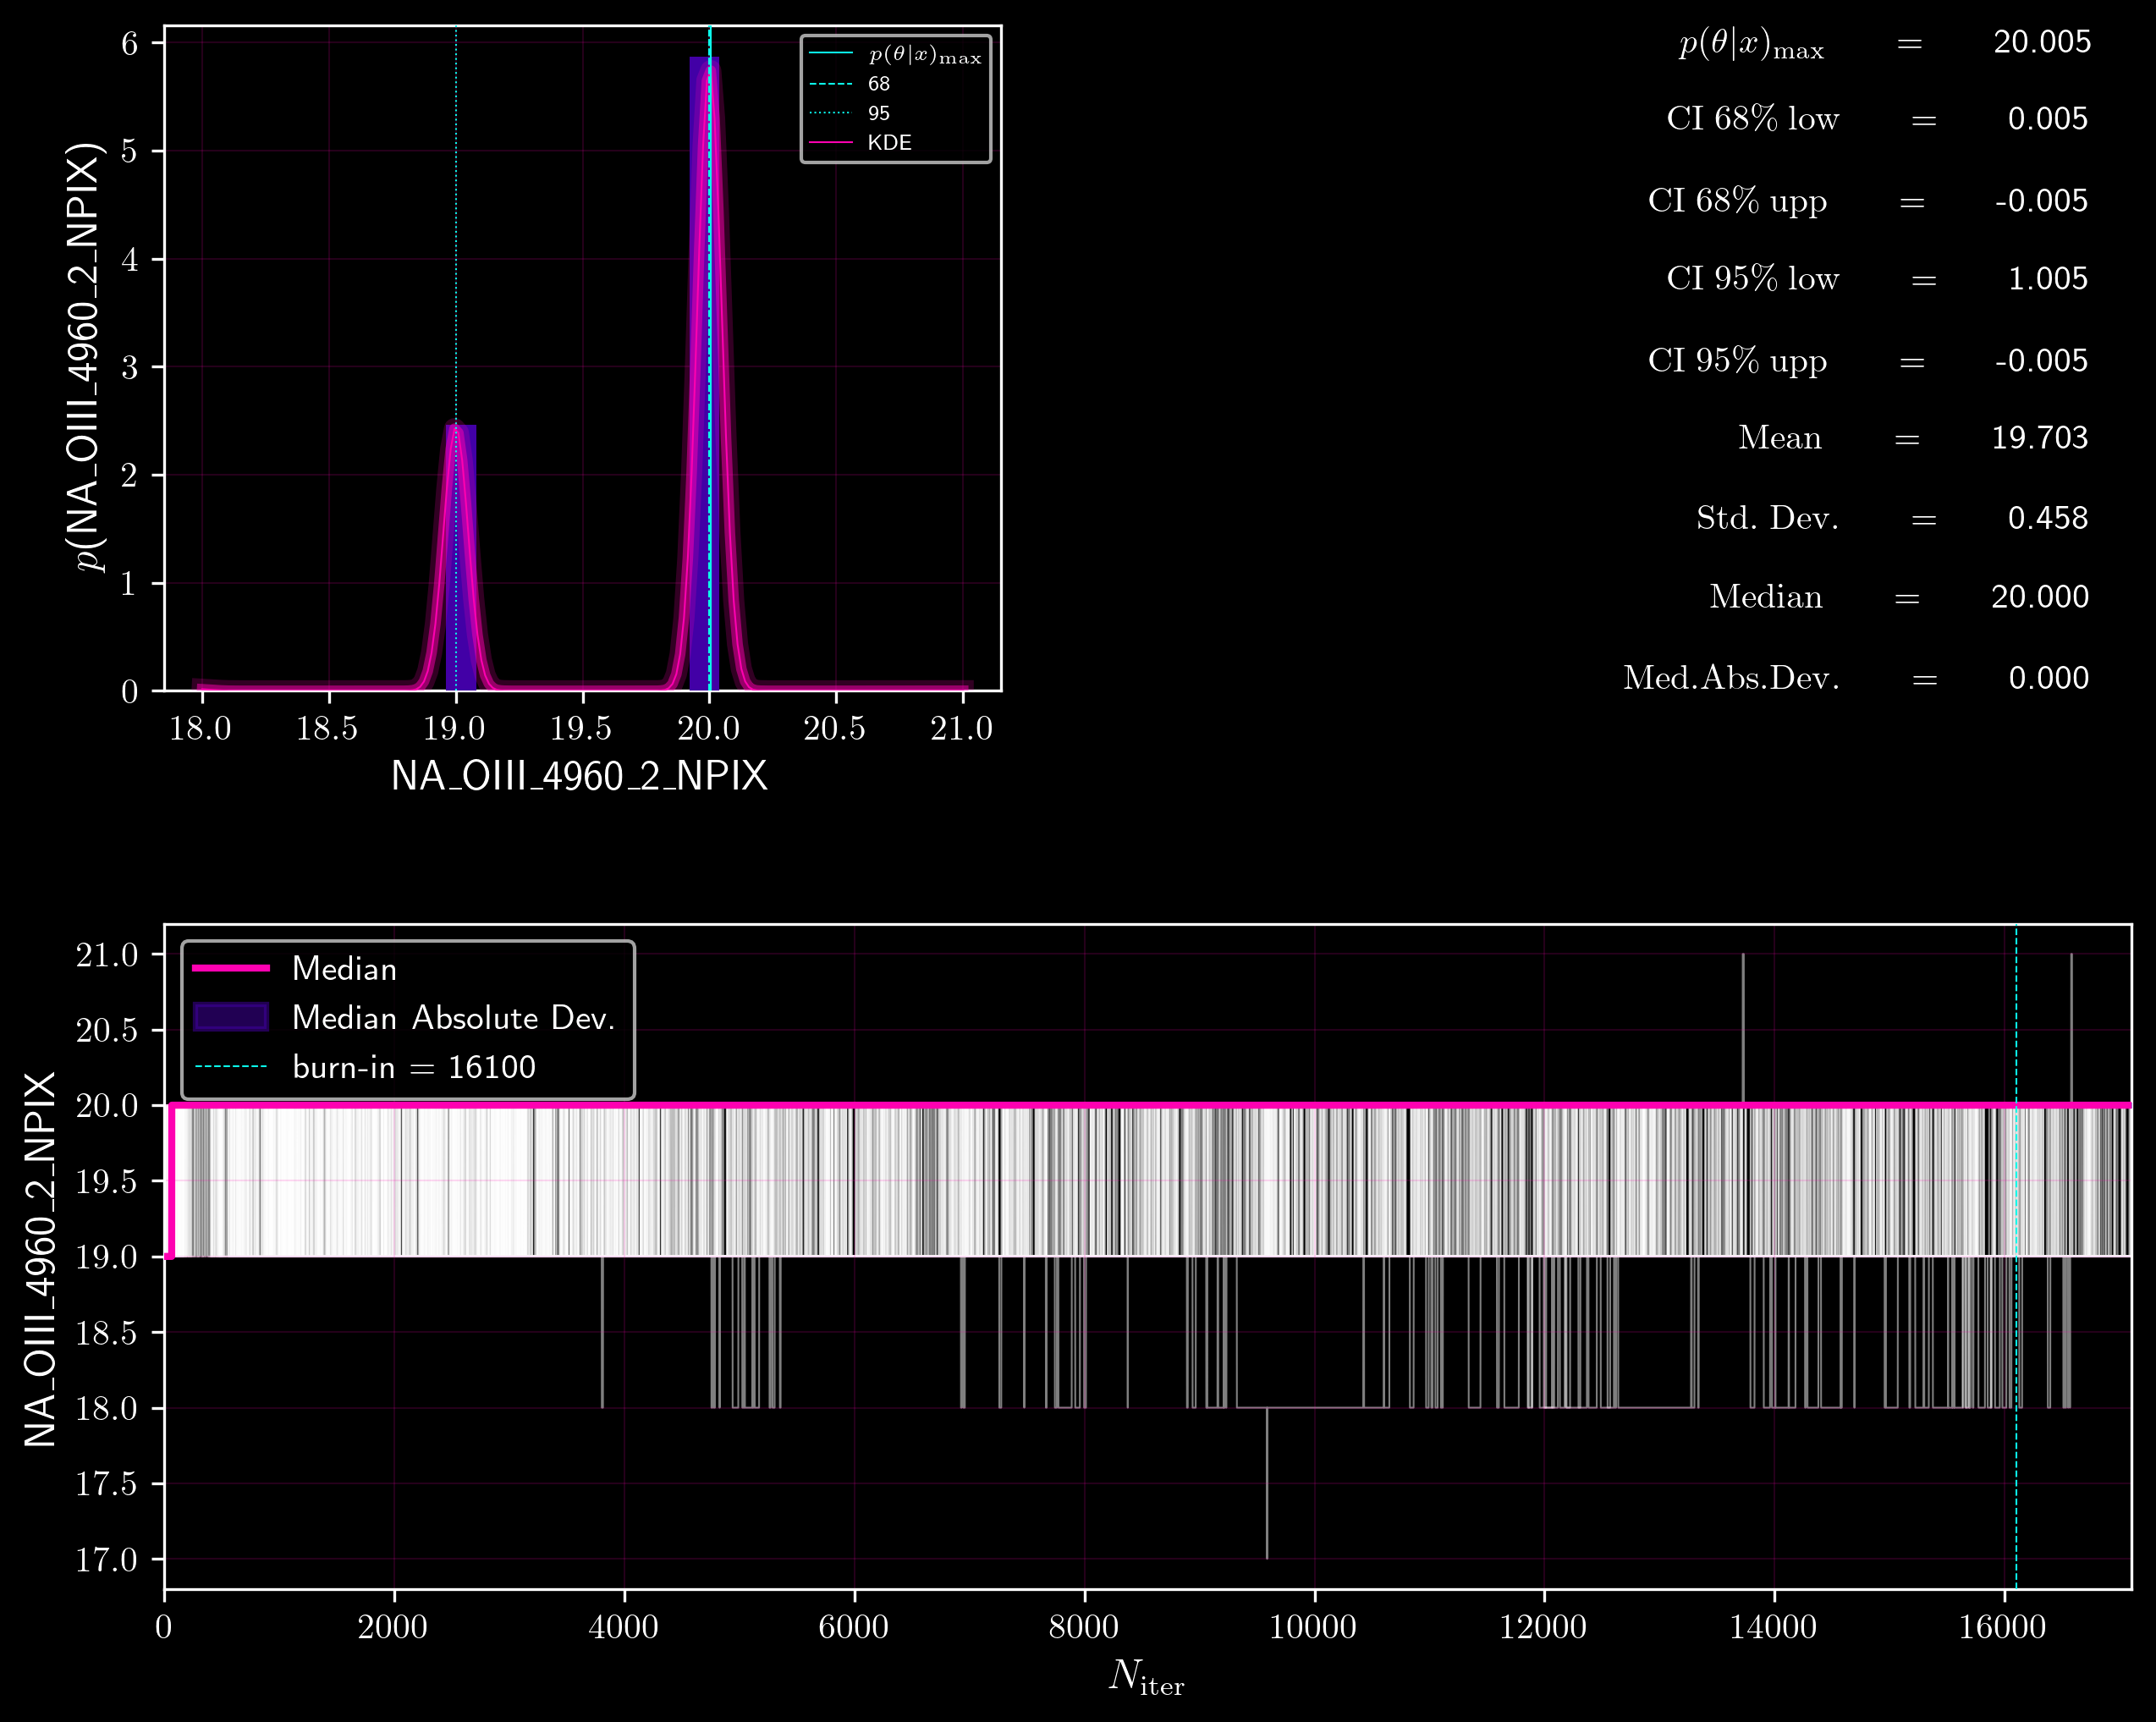 p(NA_OIII_4960_2_NPIX)
6
5
4
3
2
1
0
p(θ|x)max
68
95
KDE
18.0 18.5 19.0 19.5 20.0 20.5 21.0
NA_OIII_4960_2_NPIX
p(θ|x)max = 20.005
CI 68% low = 0.005
CI 68% upp = -0.005
CI 95% low = 1.005
CI 95% upp = -0.005
Mean = 19.703
Std. Dev. = 0.458
Median = 20.000
Med.Abs.Dev. = 0.000
NA_OIII_4960_2_NPIX
21.0
20.5
20.0
19.5
19.0
18.5
18.0
17.5
17.0
Median
Median Absolute Dev.
burn-in = 16100
0 2000 4000 6000 8000 10000 12000 14000 16000
Niter